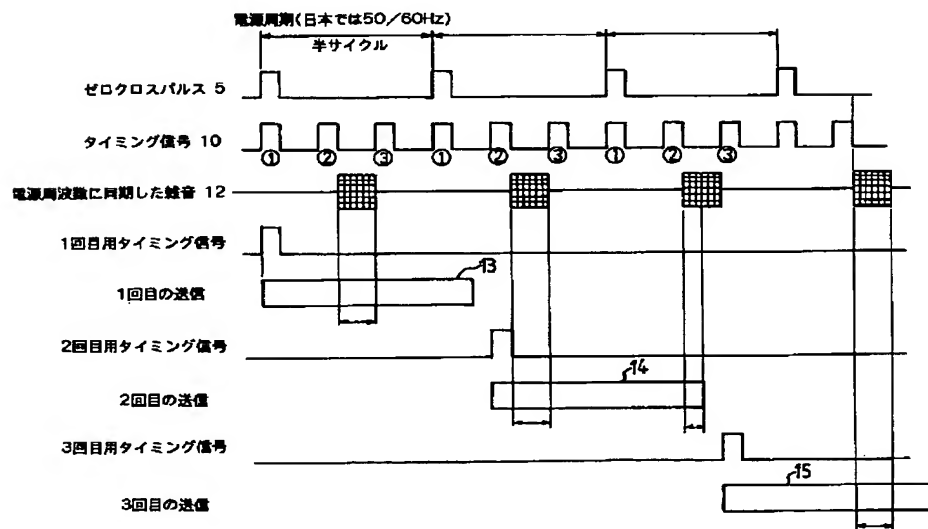 電源周期(日本では50／60Hz)
半サイクル
ゼロクロスパルス 5
タイミング信号 10
① ② ③ ① ② ③ ① ② ③
電源周波数に同期した雑音 12
1回目用タイミング信号
13
1回目の送信
2回目用タイミング信号
14
2回目の送信
3回目用タイミング信号
15
3回目の送信